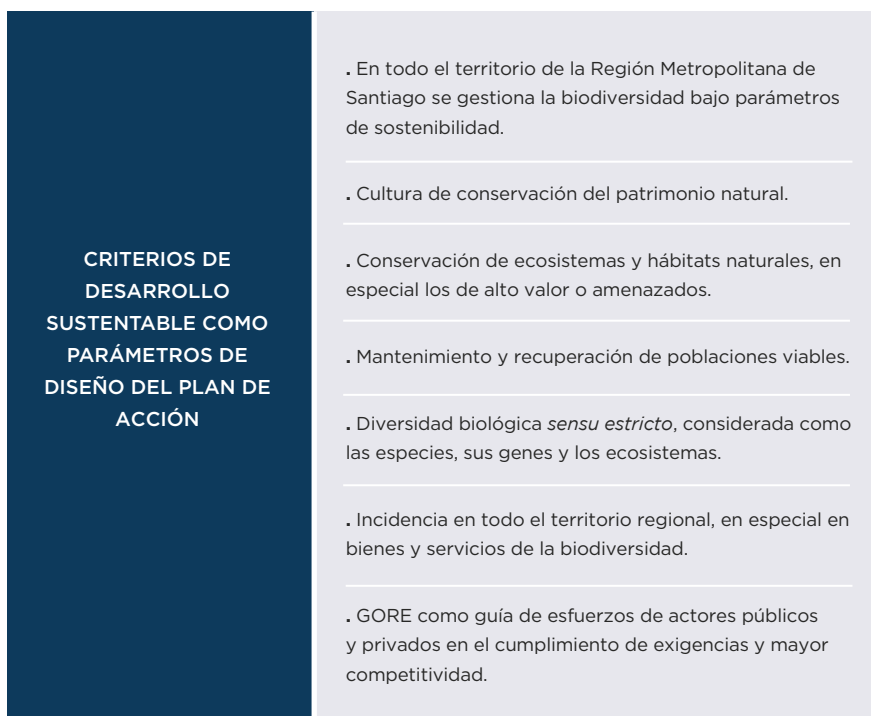 CRITERIOS DE
DESARROLLO
SUSTENTABLE COMO
PARÁMETROS DE
DISEÑO DEL PLAN DE
ACCIÓN
. En todo el territorio de la Región Metropolitana de
Santiago se gestiona la biodiversidad bajo parámetros
de sostenibilidad.
. Cultura de conservación del patrimonio natural.
. Conservación de ecosistemas y hábitats naturales, en
especial los de alto valor o amenazados.
. Mantenimiento y recuperación de poblaciones viables.
. Diversidad biológica sensu estricto, considerada como
las especies, sus genes y los ecosistemas.
. Incidencia en todo el territorio regional, en especial en
bienes y servicios de la biodiversidad.
. GORE como guía de esfuerzos de actores públicos
y privados en el cumplimiento de exigencias y mayor
competitividad.